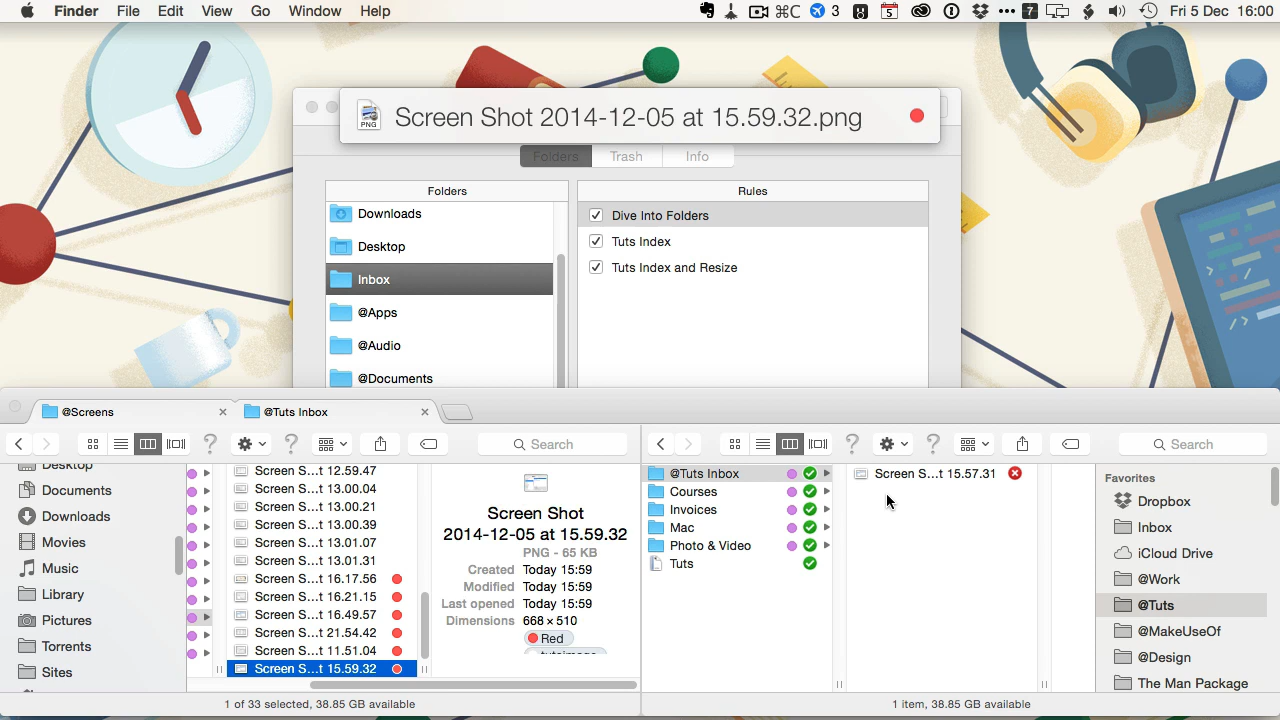 Finder File Edit View Go Window Help
⌘C 3 5 7 Fri 5 Dec 16:00
PNG Screen Shot 2014-12-05 at 15.59.32.png
Folders Trash Info
Folders
Rules
Downloads
Desktop
Inbox
@Apps
@Audio
@Documents
Dive Into Folders
Tuts Index
Tuts Index and Resize
@Screens
@Tuts Inbox
Search
Search
Desktop
Documents
Downloads
Movies
Music
Library
Pictures
Torrents
Sites
Screen S...t 12.59.47
Screen S...t 13.00.04
Screen S...t 13.00.21
Screen S...t 13.00.39
Screen S...t 13.01.07
Screen S...t 13.01.31
Screen S...t 16.17.56
Screen S...t 16.21.15
Screen S...t 16.49.57
Screen S...t 21.54.42
Screen S...t 11.51.04
Screen S...t 15.59.32
Screen Shot
2014-12-05 at 15.59.32
PNG - 65 KB
Created Today 15:59
Modified Today 15:59
Last opened Today 15:59
Dimensions 668 × 510
Red
1 of 33 selected, 38.85 GB available
@Tuts Inbox
Courses
Invoices
Mac
Photo & Video
Tuts
Screen S...t 15.57.31
Favorites
Dropbox
Inbox
iCloud Drive
@Work
@Tuts
@MakeUseOf
@Design
The Man Package
1 item, 38.85 GB available